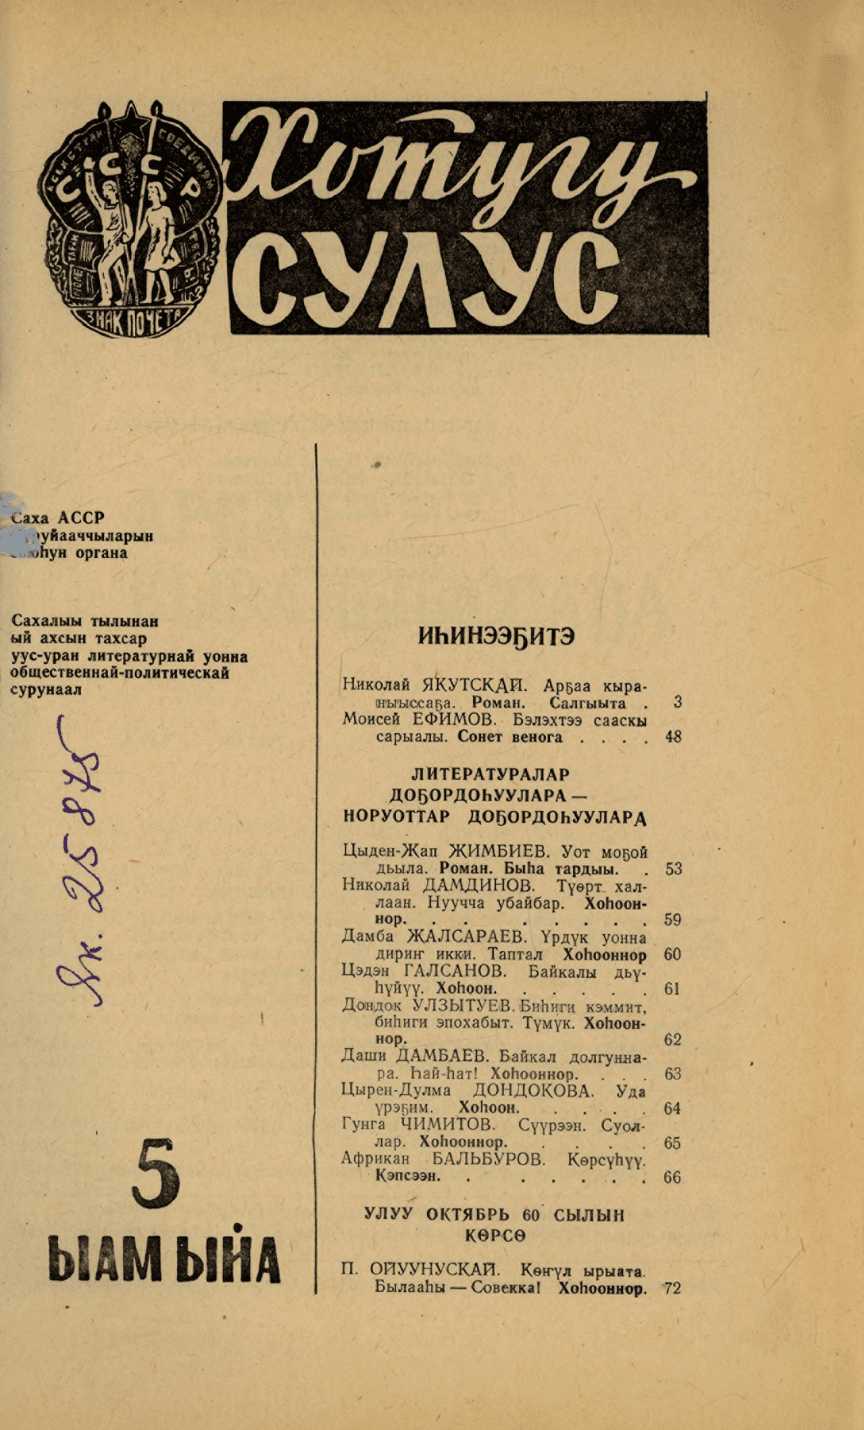 СССР
ЗНАК ПОЧЕТА
Хотугу
СУЛУС
Саха АССР
органа
Сахалыы тылынан
ый ахсын тахсар
уус-уран литературнай уонна
общественнай-политическай
сурунаал
Як. 25875
5
ЫАМ ЫЙА
ИҺИНЭЭҔИТЭ
Николай ЯКУТСКАЙ. Арҕаа кыра-
Роман. Салгыыта . 3
Моисей ЕФИМОВ. Бэлэхтээ сааскы
сарыалы. Сонет венога . . . . 48
ЛИТЕРАТУРАЛАР
ДОҔОРДОҺУУЛАРА —
НОРУОТТАР ДОҔОРДОҺУУЛАРА
Цыден-Жап ЖИМБИЕВ. Уот моҕой
дьыла. Роман. Быһа тардыы. . 53
Николай ДАМДИНОВ. Түөрт хал-
лаан. Нуучча убайбар. Хоһоон-
нор. . . . . . . . . 59
Дамба ЖАЛСАРАЕВ. Үрдүк уонна
дириҥ икки. Таптал Хоһооннор 60
Цэдэн ГАЛСАНОВ. Байкалы дьү-
һүйүү. Хоһоон. . . . . . 61
Дондок УЛЗЫТУЕВ. Биһиги кэммит,
биһиги эпохабыт. Түмүк. Хоһоон-
нор. 62
Даши ДАМБАЕВ. Байкал долгунна-
ра. Һай-һат! Хоһооннор. . . . 63
Цырен-Дулма ДОНДОКОВА. Уда
үрэҕим. Хоһоон. . . . . . 64
Гунга ЧИМИТОВ. Сүүрээн. Суол-
лар. Хоһооннор. . . . . 65
Африкан БАЛЬБУРОВ. Көрсүһүү.
Кэпсээн. . . . . . . . 66
УЛУУ ОКТЯБРЬ 60 СЫЛЫН
КӨРСӨ
П. ОЙУУНУСКАЙ. Көҥүл ырыата.
Былааһы — Совекка! Хоһооннор. 72